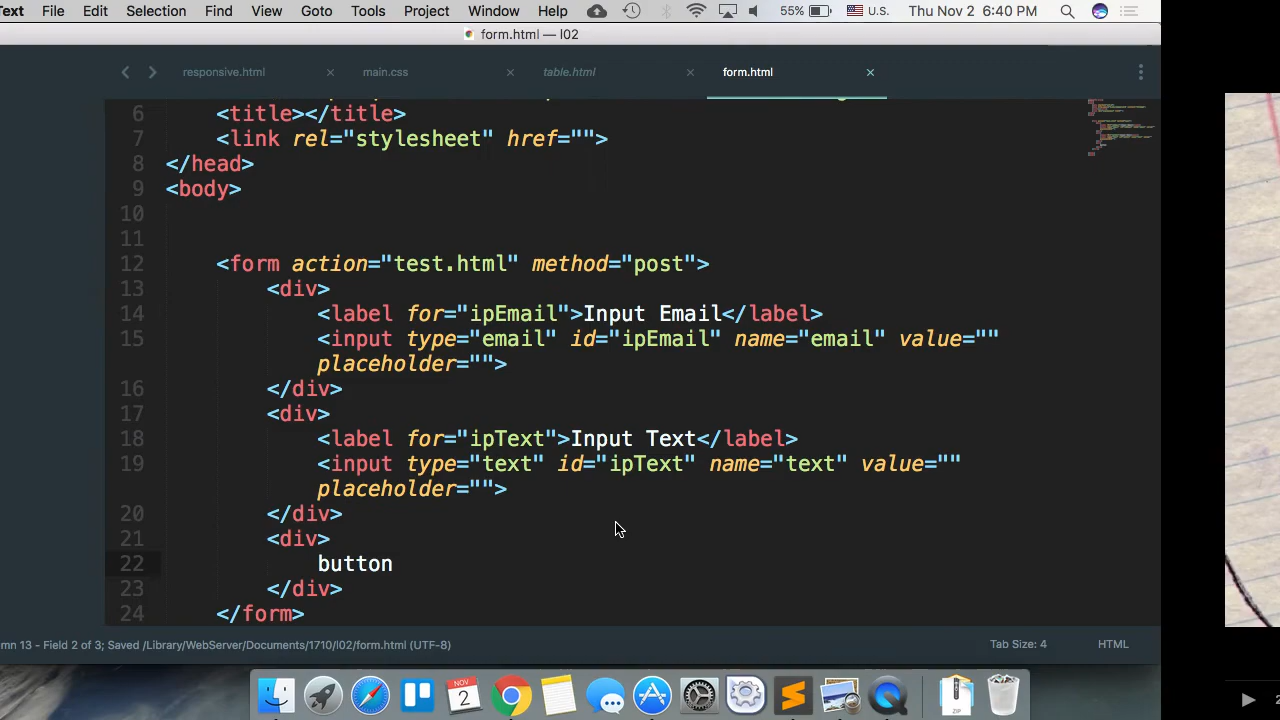 ext File Edit Selection Find View Goto Tools Project Window Help 55% U.S. Thu Nov 2 6:40 PM
form.html — l02
responsive.html main.css table.html form.html
6 <title></title>
7 <link rel="stylesheet" href="">
8 </head>
9 <body>
10
11
12 <form action="test.html" method="post">
13 <div>
14 <label for="ipEmail">Input Email</label>
15 <input type="email" id="ipEmail" name="email" value=""
placeholder="">
16 </div>
17 <div>
18 <label for="ipText">Input Text</label>
19 <input type="text" id="ipText" name="text" value=""
placeholder="">
20 </div>
21 <div>
22 button
23 </div>
24 </form>
mn 13 - Field 2 of 3; Saved /Library/WebServer/Documents/1710/l02/form.html (UTF-8) Tab Size: 4 HTML
NOV
2
ZIP